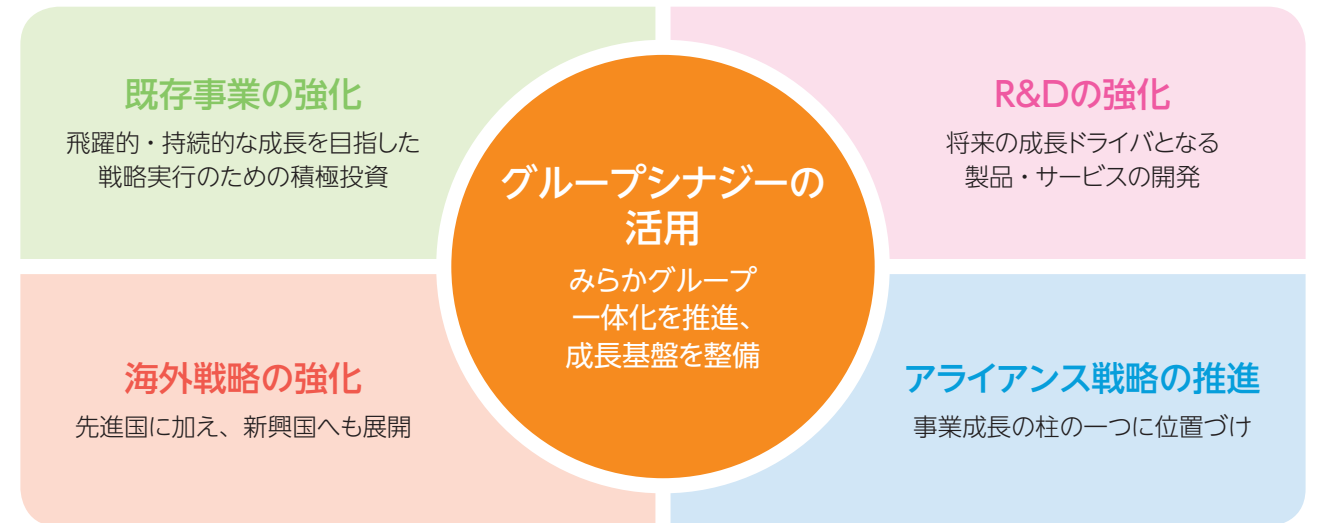 既存事業の強化
飛躍的・持続的な成長を目指した
戦略実行のための積極投資
R&Dの強化
将来の成長ドライバとなる
製品・サービスの開発
グループシナジーの
活用
みらかグループ
一体化を推進、
成長基盤を整備
海外戦略の強化
先進国に加え、新興国へも展開
アライアンス戦略の推進
事業成長の柱の一つに位置づけ